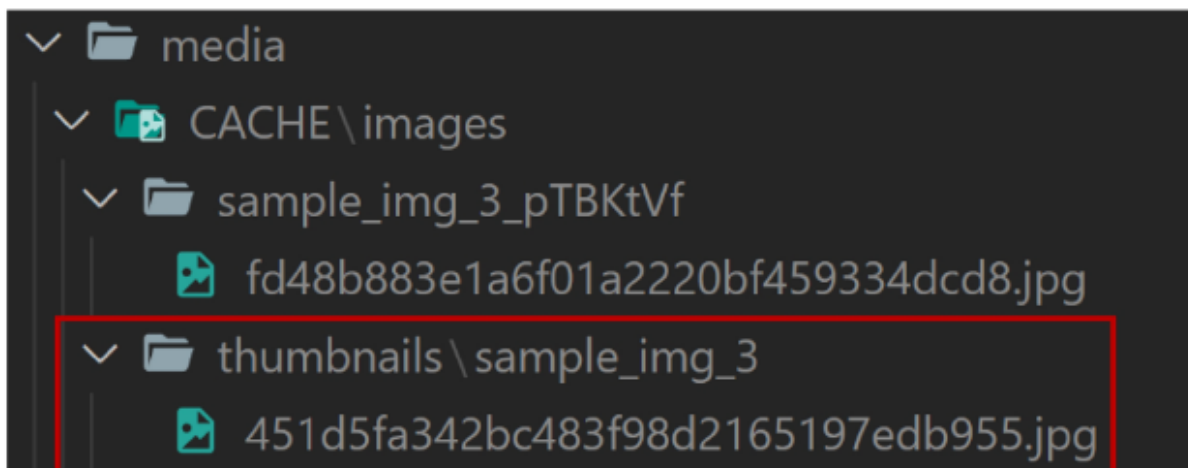 media
CACHE\images
sample_img_3_pTBKtVf
fd48b883e1a6f01a2220bf459334dcd8.jpg
thumbnails\sample_img_3
451d5fa342bc483f98d2165197edb955.jpg